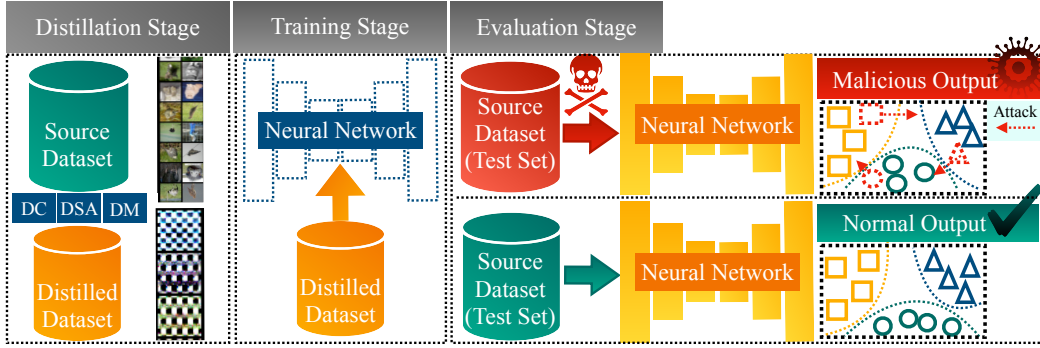 Distillation Stage
Training Stage
Evaluation Stage
Source
Dataset
DC
DSA
DM
Distilled
Dataset
Neural Network
Distilled
Dataset
Source
Dataset
(Test Set)
Neural Network
Malicious Output
Attack
Source
Dataset
(Test Set)
Neural Network
Normal Output